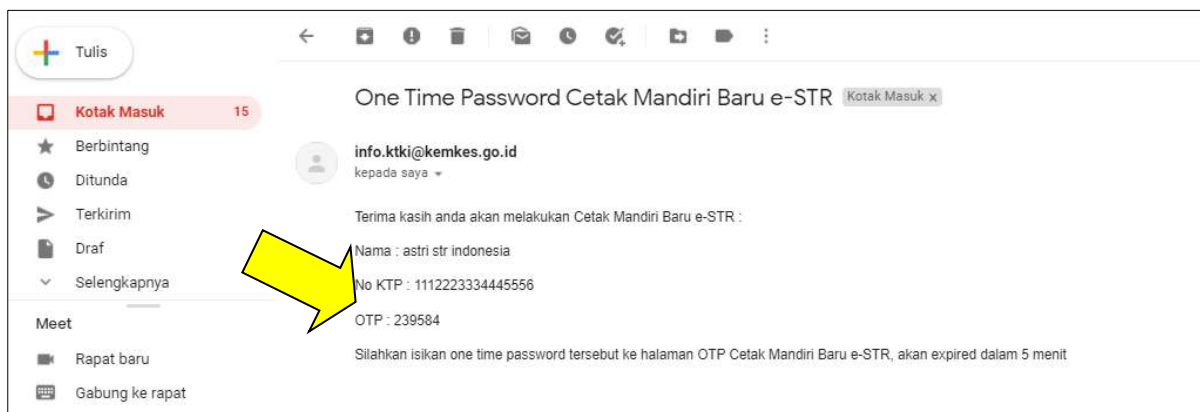 Tulis
Kotak Masuk 15
Berbintang
Ditunda
Terkirim
Draf
Selengkapnya
Meet
Rapat baru
Gabung ke rapat
One Time Password Cetak Mandiri Baru e-STR Kotak Masuk x
info.ktki@kemkes.go.id
kepada saya
Terima kasih anda akan melakukan Cetak Mandiri Baru e-STR :
Nama : astri str indonesia
No KTP : 1112223334445556
OTP : 239584
Silahkan isikan one time password tersebut ke halaman OTP Cetak Mandiri Baru e-STR, akan expired dalam 5 menit